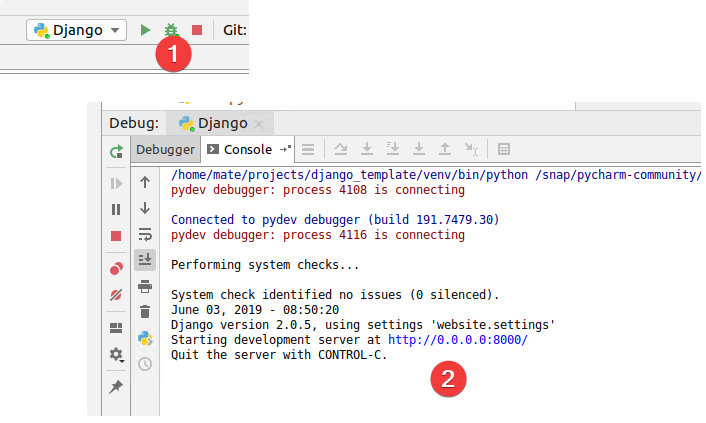 Django
Git:
1
Debug:
Django
Debugger
Console
/home/mate/projects/django_template/venv/bin/python /snap/pycharm-community/
pydev debugger: process 4108 is connecting
Connected to pydev debugger (build 191.7479.30)
pydev debugger: process 4116 is connecting
Performing system checks...
System check identified no issues (0 silenced).
June 03, 2019 - 08:50:20
Django version 2.0.5, using settings 'website.settings'
Starting development server at http://0.0.0.0:8000/
Quit the server with CONTROL-C.
2